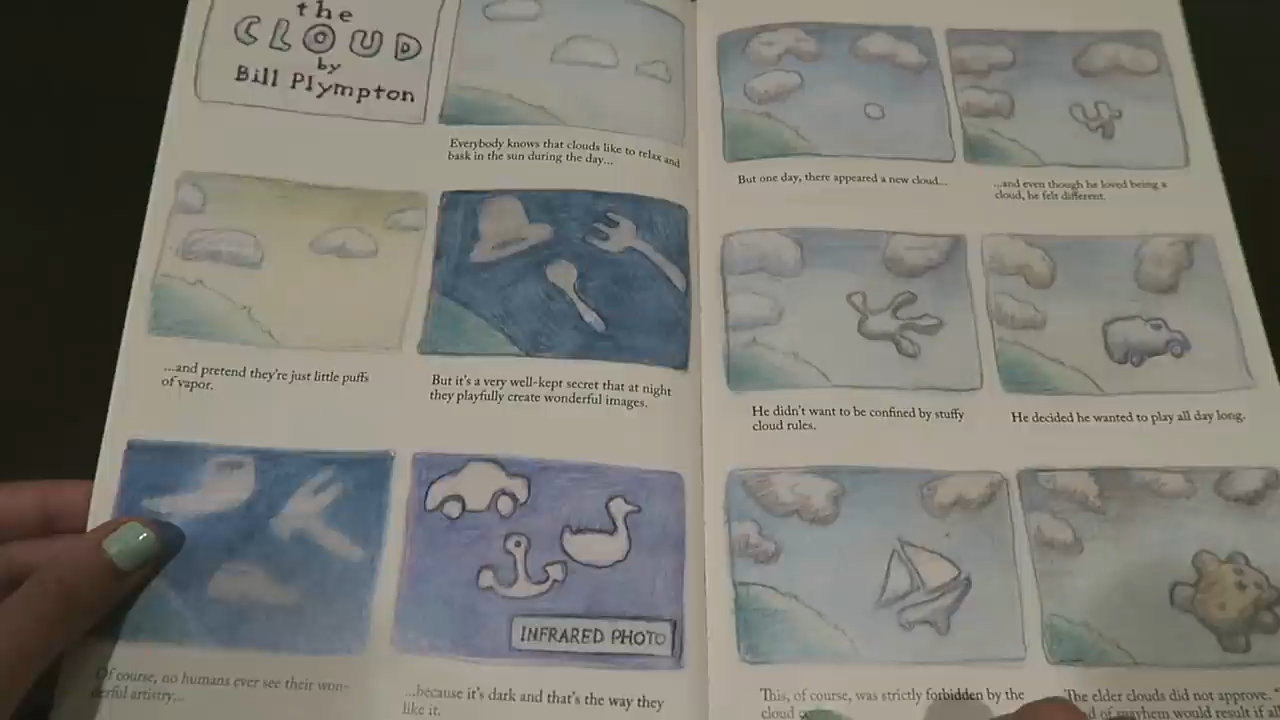 the
CLOUD
by
Bill Plympton
Everybody knows that clouds like to relax and
bask in the sun during the day...
...and pretend they're just little puffs
of vapor.
But it's a very well-kept secret that at night
they playfully create wonderful images.
INFRARED PHOTO
Of course, no humans ever see their won-
derful artistry...
...because it's dark and that's the way they
like it.
But one day, there appeared a new cloud...
...and even though he loved being a
cloud, he felt different.
He didn't want to be confined by stuffy
cloud rules.
He decided he wanted to play all day long.
This, of course, was strictly forbidden by the
cloud
The elder clouds did not approve.
of mayhem would result if